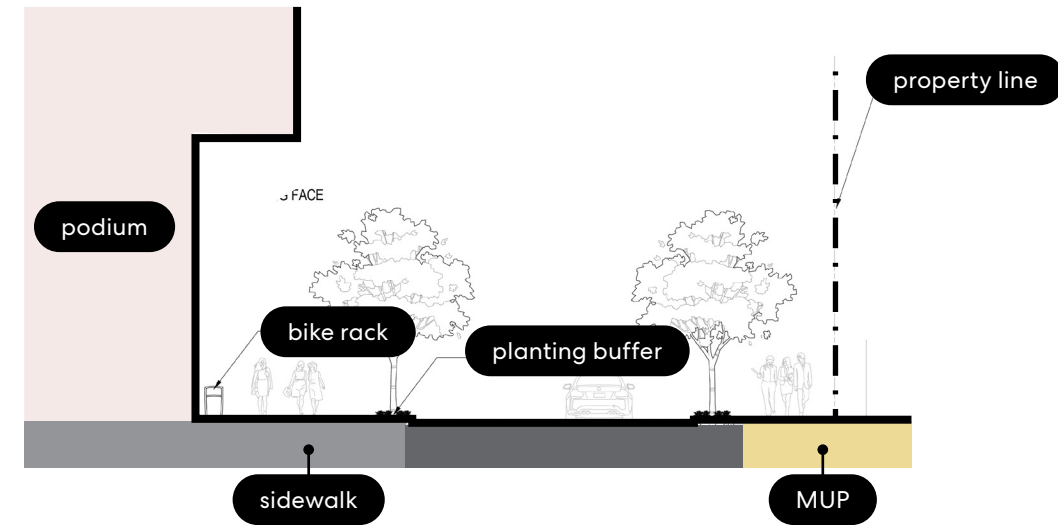 property line
FACE
podium
bike rack
planting buffer
sidewalk
MUP